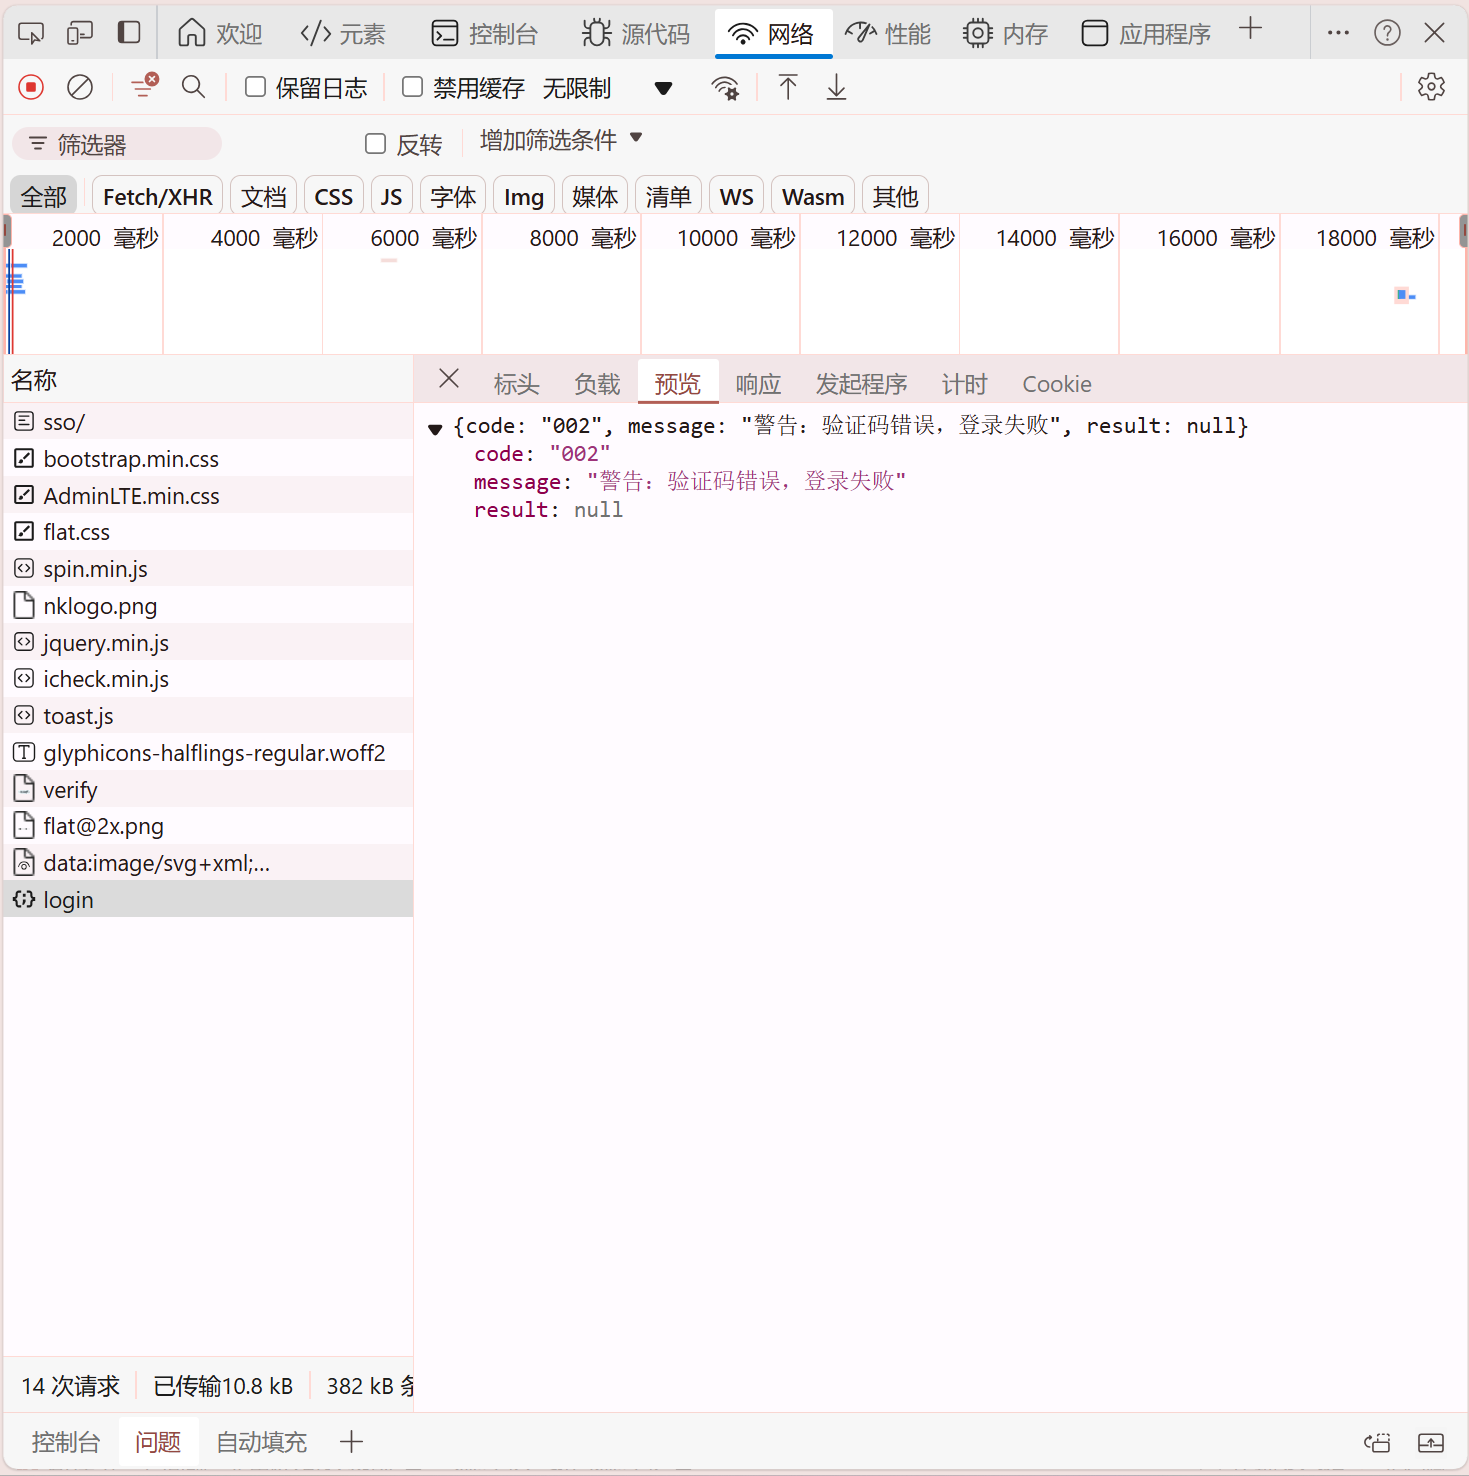 欢迎 元素 控制台 源代码 网络 性能 内存 应用程序
保留日志 禁用缓存 无限制
筛选器 反转 增加筛选条件
全部 Fetch/XHR 文档 CSS JS 字体 Img 媒体 清单 WS Wasm 其他
2000 毫秒 4000 毫秒 6000 毫秒 8000 毫秒 10000 毫秒 12000 毫秒 14000 毫秒 16000 毫秒 18000 毫秒
名称
标头 负载 预览 响应 发起程序 计时 Cookie
{code: "002", message: "警告: 验证码错误, 登录失败", result: null}
code: "002"
message: "警告: 验证码错误, 登录失败"
result: null
sso/
bootstrap.min.css
AdminLTE.min.css
flat.css
spin.min.js
nklogo.png
jquery.min.js
icheck.min.js
toast.js
glyphicons-halflings-regular.woff2
verify
flat@2x.png
data:image/svg+xml;...
login
14 次请求 已传输10.8 kB 382 kB 条
控制台 问题 自动填充